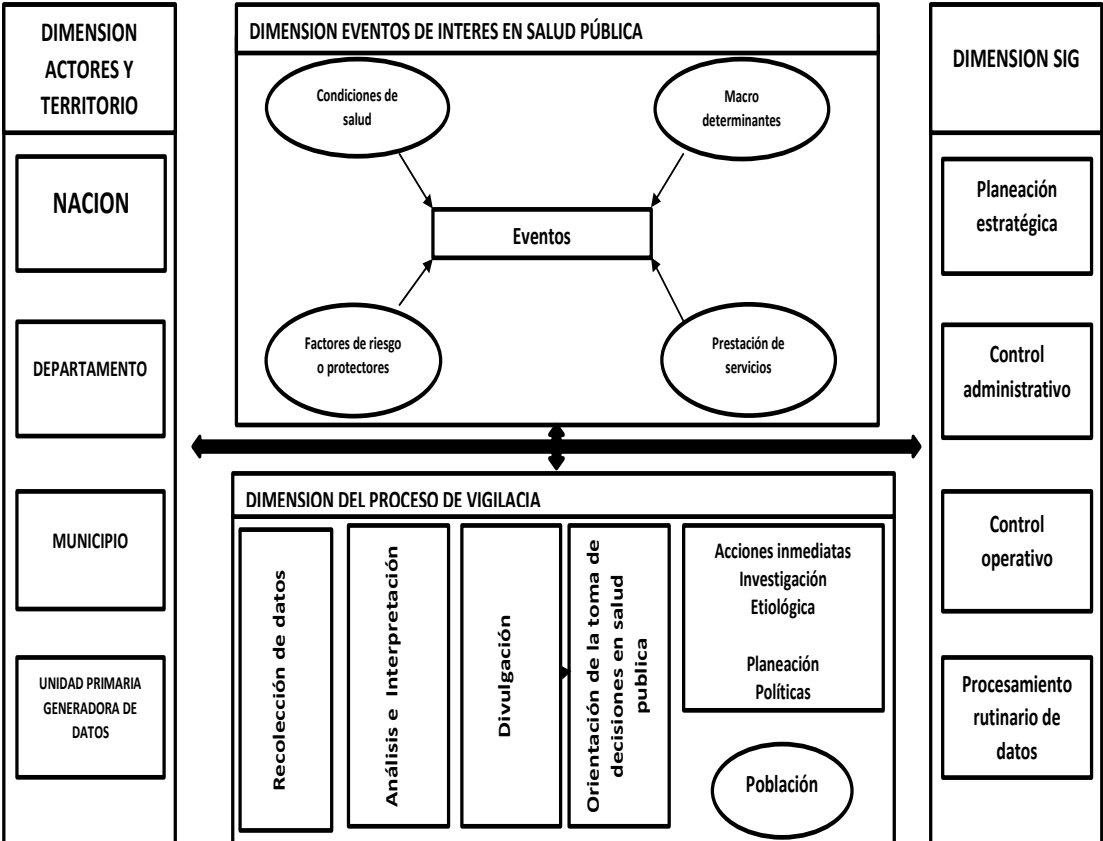 DIMENSION
ACTORES Y
TERRITORIO
NACION
DEPARTAMENTO
MUNICIPIO
UNIDAD PRIMARIA
GENERADORA DE
DATOS
DIMENSION EVENTOS DE INTERES EN SALUD PÚBLICA
Condiciones de
salud
Macro
determinantes
Eventos
Factores de riesgo
o protectores
Prestación de
servicios
DIMENSION DEL PROCESO DE VIGILACIA
Recolección de datos
Análisis e Interpretación
Divulgación
Orientación de la toma de
decisiones en salud
publica
Acciones inmediatas
Investigación
Etiológica
Planeación
Políticas
Población
DIMENSION SIG
Planeación
estratégica
Control
administrativo
Control
operativo
Procesamiento
rutinario de
datos